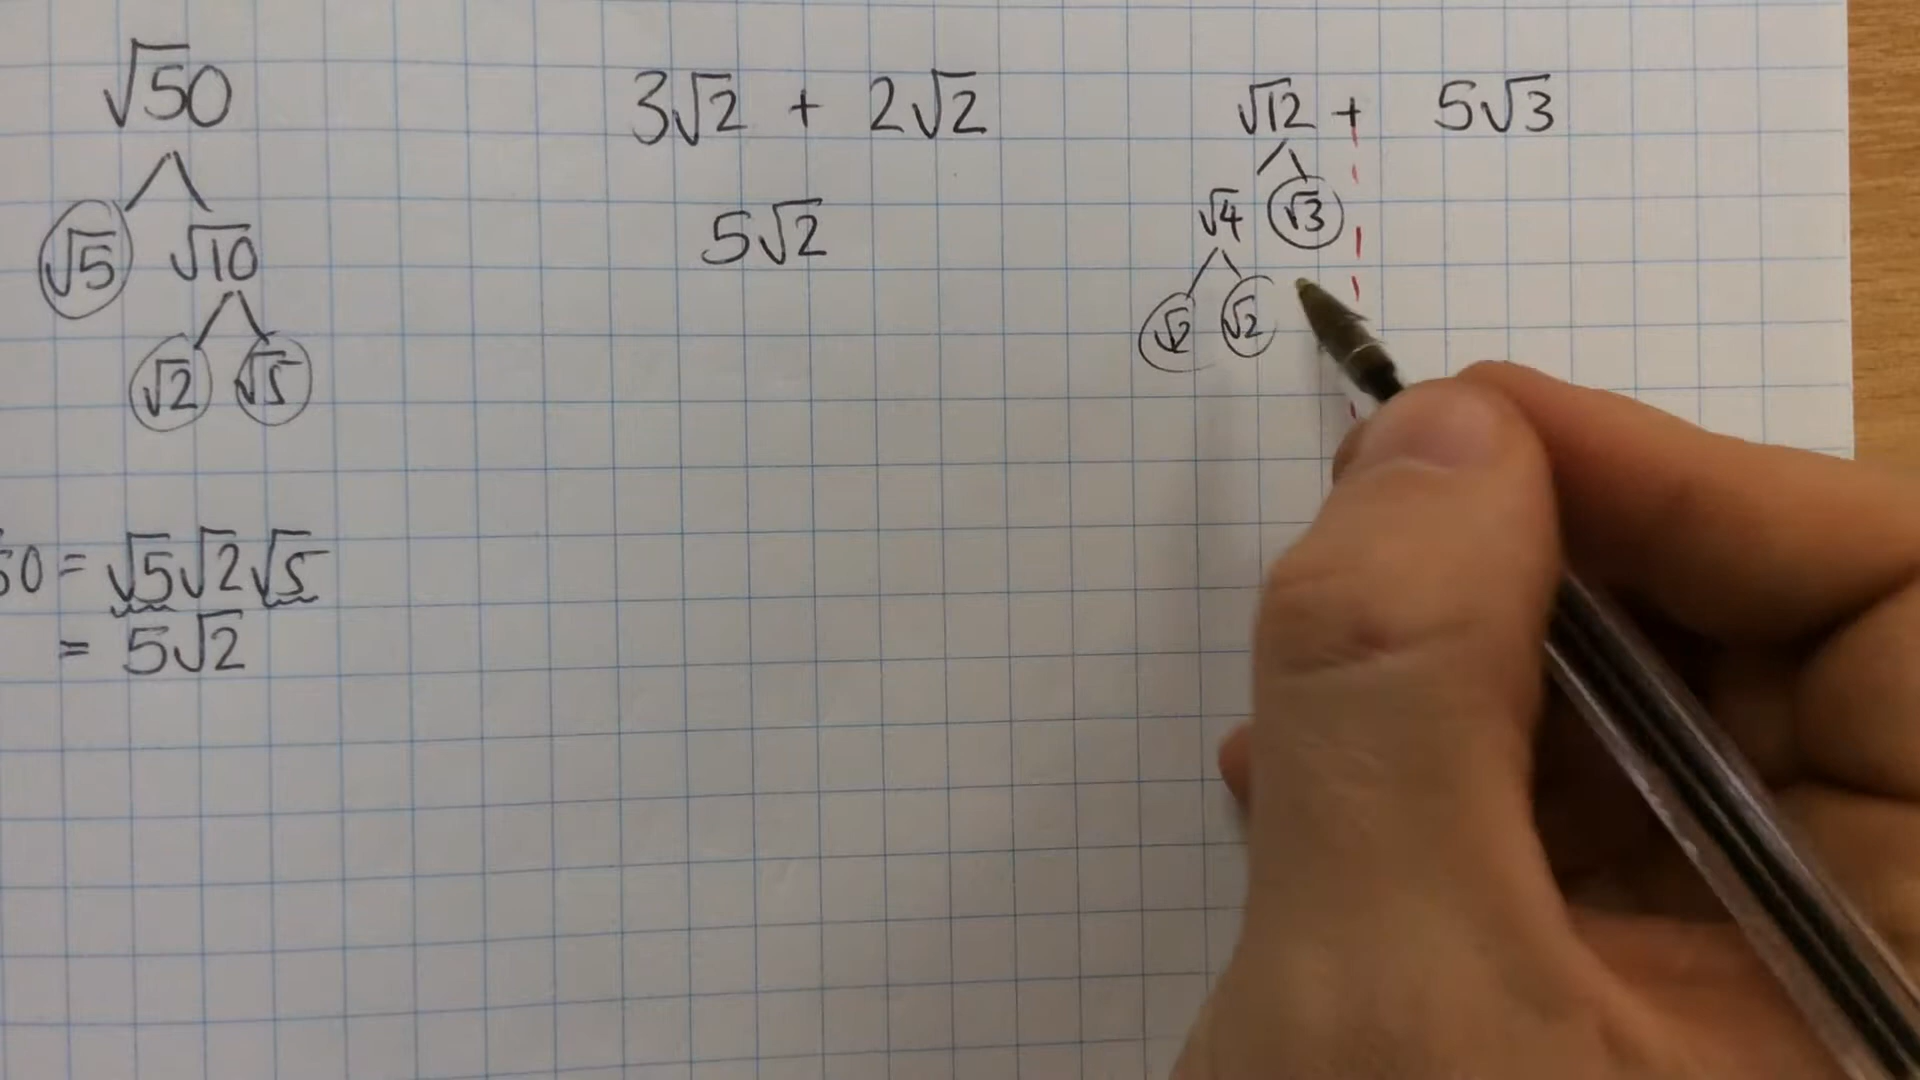 √50
√5 √10
√2 √5
50 = √5√2√5
= 5√2
3√2 + 2√2
5√2
√12 + 5√3
√4 √3
√2 √2